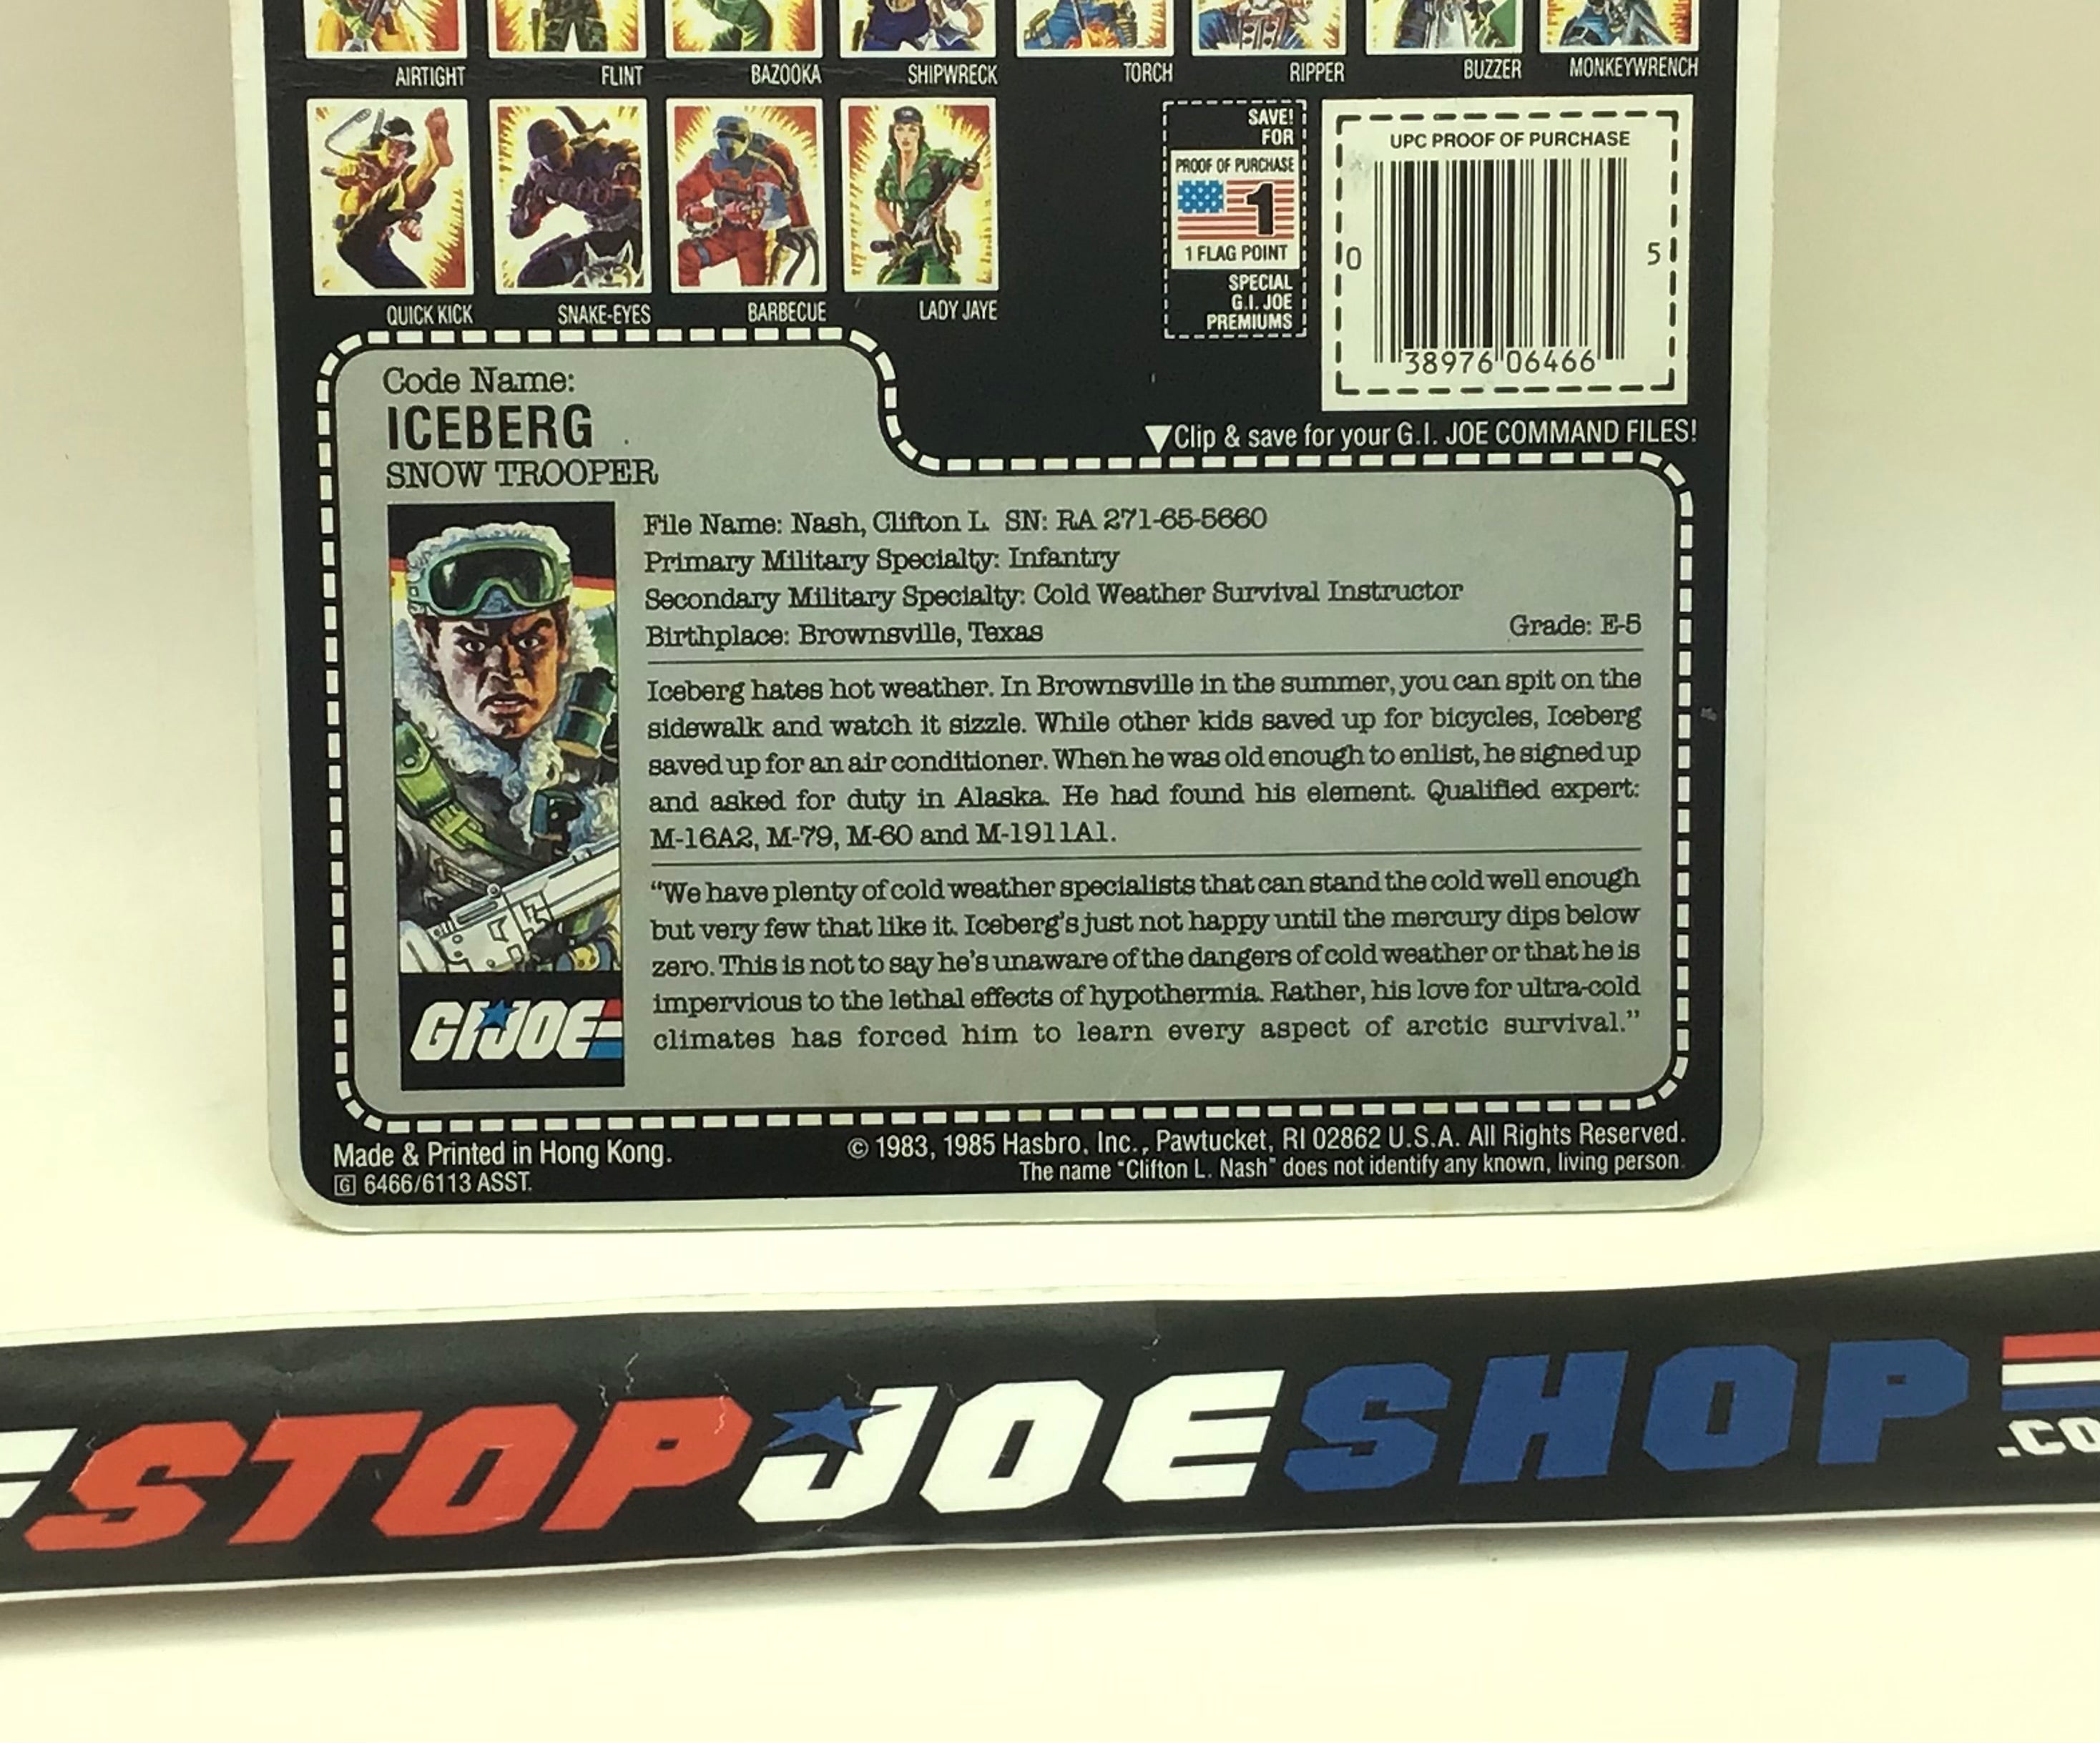 AIRTIGHT FLINT BAZOOKA SHIPWRECK TORCH RIPPER BUZZER MONKEYWRENCH
QUICK KICK SNAKE-EYES BARBECUE LADY JAYE
SAVE!
FOR
PROOF OF PURCHASE
1
1 FLAG POINT
SPECIAL
G.I. JOE
PREMIUMS
UPC PROOF OF PURCHASE
0 38976 06466 5
▼Clip & save for your G.I. JOE COMMAND FILES!
Code Name:
ICEBERG
SNOW TROOPER
File Name: Nash, Clifton L. SN: RA 271-65-5660
Primary Military Specialty: Infantry
Secondary Military Specialty: Cold Weather Survival Instructor
Birthplace: Brownsville, Texas Grade: E-5
Iceberg hates hot weather. In Brownsville in the summer, you can spit on the
sidewalk and watch it sizzle. While other kids saved up for bicycles, Iceberg
saved up for an air conditioner. When he was old enough to enlist, he signed up
and asked for duty in Alaska. He had found his element. Qualified expert:
M-16A2, M-79, M-60 and M-1911A1.
"We have plenty of cold weather specialists that can stand the cold well enough
but very few that like it. Iceberg's just not happy until the mercury dips below
zero. This is not to say he's unaware of the dangers of cold weather or that he is
impervious to the lethal effects of hypothermia. Rather, his love for ultra-cold
climates has forced him to learn every aspect of arctic survival."
GI JOE
Made & Printed in Hong Kong.
G 6466/6113 ASST.
© 1983, 1985 Hasbro, Inc., Pawtucket, RI 02862 U.S.A. All Rights Reserved.
The name "Clifton L. Nash" does not identify any known, living person.
E STOP JOE SHOP .CO